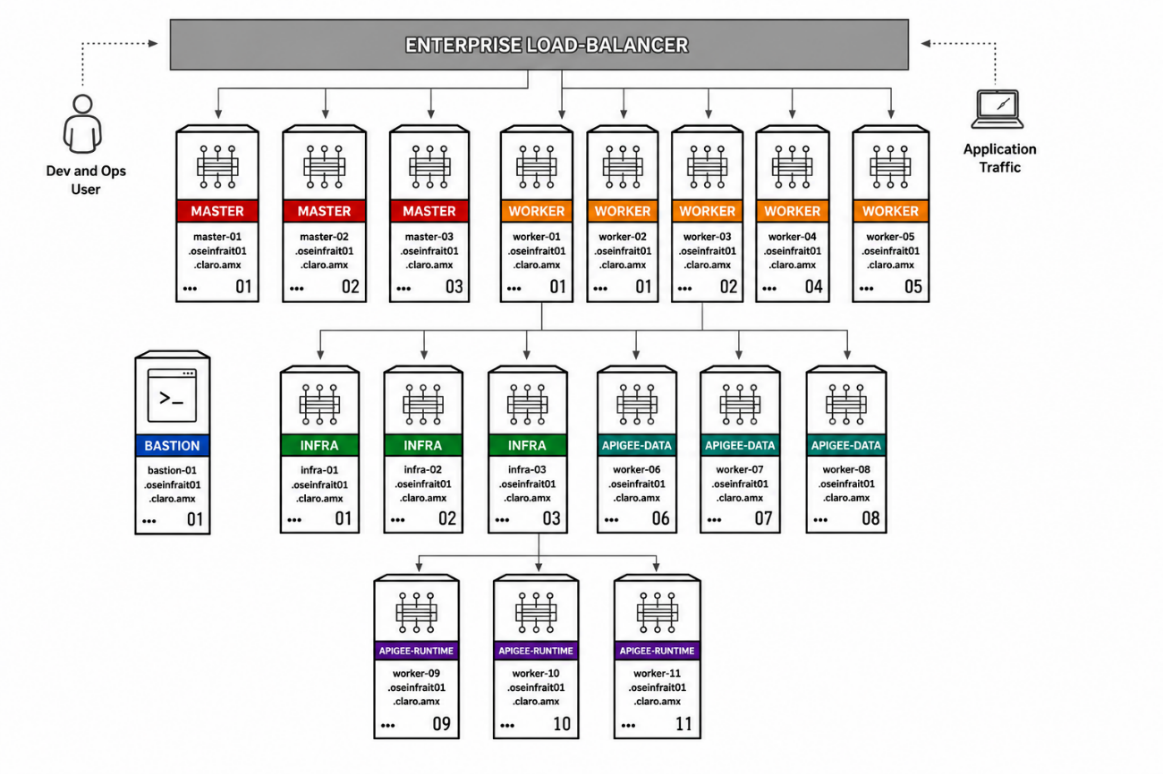 ENTERPRISE LOAD-BALANCER
Dev and Ops
User
Application
Traffic
MASTER
master-01
.oseinfrait01
.claro.amx
... 01
MASTER
master-02
.oseinfrait01
.claro.amx
... 02
MASTER
master-03
.oseinfrait01
.claro.amx
... 03
WORKER
worker-01
.oseinfrait01
.claro.amx
... 01
WORKER
worker-02
.oseinfrait01
.claro.amx
... 01
WORKER
worker-03
.oseinfrait01
.claro.amx
... 02
WORKER
worker-04
.oseinfrait01
.claro.amx
... 04
WORKER
worker-05
.oseinfrait01
.claro.amx
... 05
>_
BASTION
bastion-01
.oseinfrait01
.claro.amx
... 01
INFRA
infra-01
.oseinfrait01
.claro.amx
... 01
INFRA
infra-02
.oseinfrait01
.claro.amx
... 02
INFRA
infra-03
.oseinfrait01
.claro.amx
... 03
APIGEE-DATA
worker-06
.oseinfrait01
.claro.amx
... 06
APIGEE-DATA
worker-07
.oseinfrait01
.claro.amx
... 07
APIGEE-DATA
worker-08
.oseinfrait01
.claro.amx
... 08
APIGEE-RUNTIME
worker-09
.oseinfrait01
.claro.amx
... 09
APIGEE-RUNTIME
worker-10
.oseinfrait01
.claro.amx
... 10
APIGEE-RUNTIME
worker-11
.oseinfrait01
.claro.amx
... 11